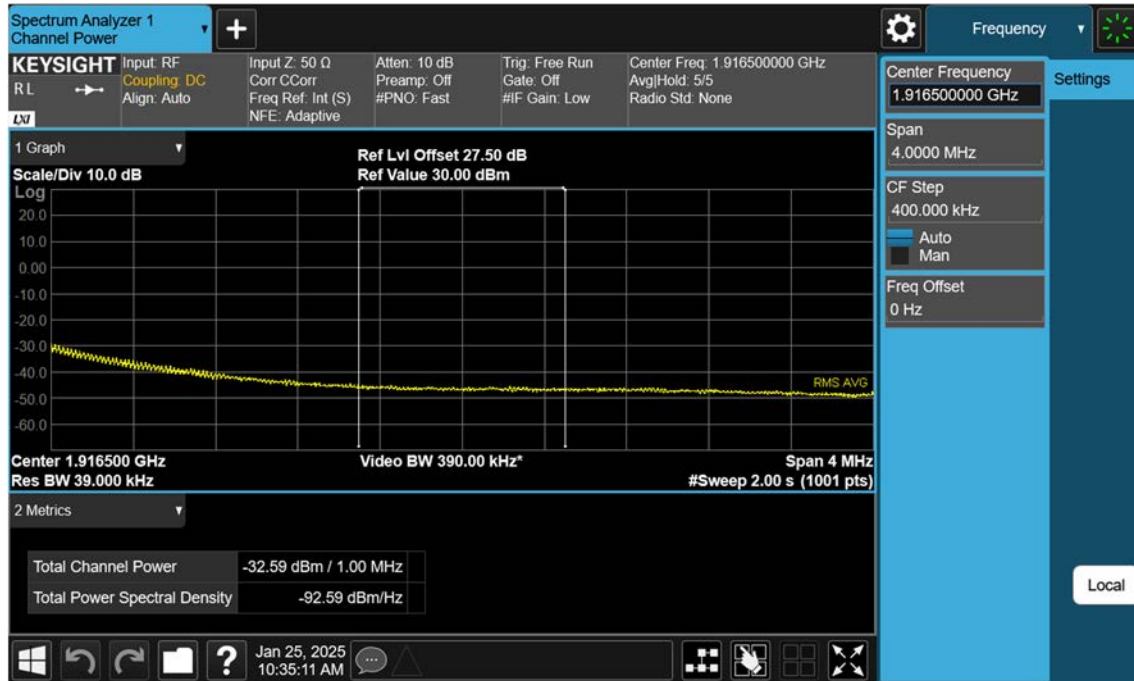 Spectrum Analyzer 1
Channel Power
Frequency
KEYSIGHT
R L
LXI
Input: RF
Coupling: DC
Align: Auto
Input Z: 50 Ω
Corr CCorr
Freq Ref: Int (S)
NFE: Adaptive
Atten: 10 dB
Preamp: Off
#PNO: Fast
Trig: Free Run
Gate: Off
#IF Gain: Low
Center Freq: 1.916500000 GHz
Avg|Hold: 5/5
Radio Std: None
Center Frequency
1.916500000 GHz
Settings
Span
4.0000 MHz
CF Step
400.000 kHz
Auto
Man
Freq Offset
0 Hz
1 Graph
Scale/Div 10.0 dB
Ref Lvl Offset 27.50 dB
Ref Value 30.00 dBm
Log
20.0
10.0
0.00
-10.0
-20.0
-30.0
-40.0
-50.0
-60.0
RMS AVG
Center 1.916500 GHz
Res BW 39.000 kHz
Video BW 390.00 kHz*
Span 4 MHz
#Sweep 2.00 s (1001 pts)
2 Metrics
Total Channel Power -32.59 dBm / 1.00 MHz
Total Power Spectral Density -92.59 dBm/Hz
Local
Jan 25, 2025
10:35:11 AM